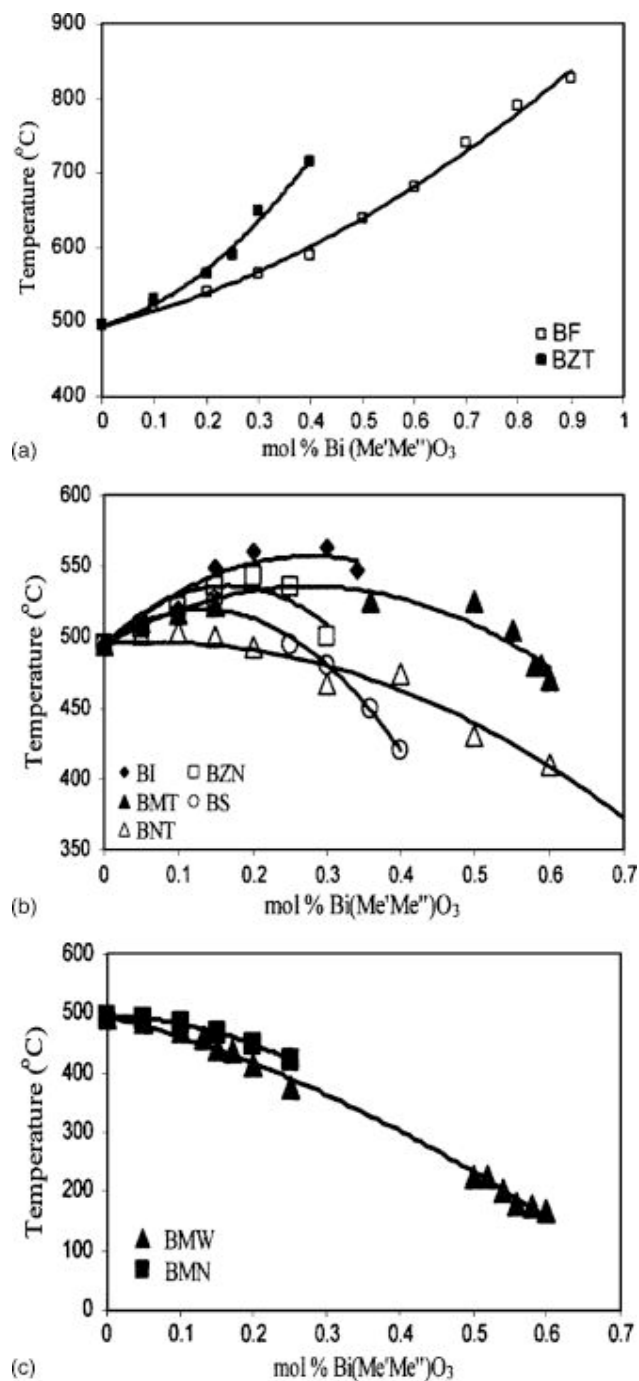 900
800
700
600
500
400
Temperature (°C)
BF
BZT
0 0.1 0.2 0.3 0.4 0.5 0.6 0.7 0.8 0.9 1
(a)
mol % Bi (Me'Me'')O₃
600
550
500
450
400
350
Temperature (°C)
BI BZN
BMT BS
BNT
0 0.1 0.2 0.3 0.4 0.5 0.6 0.7
(b)
mol % Bi(Me'Me'')O₃
600
500
400
300
200
100
0
Temperature (°C)
BMW
BMN
0 0.1 0.2 0.3 0.4 0.5 0.6 0.7
(c)
mol % Bi(Me'Me'')O₃